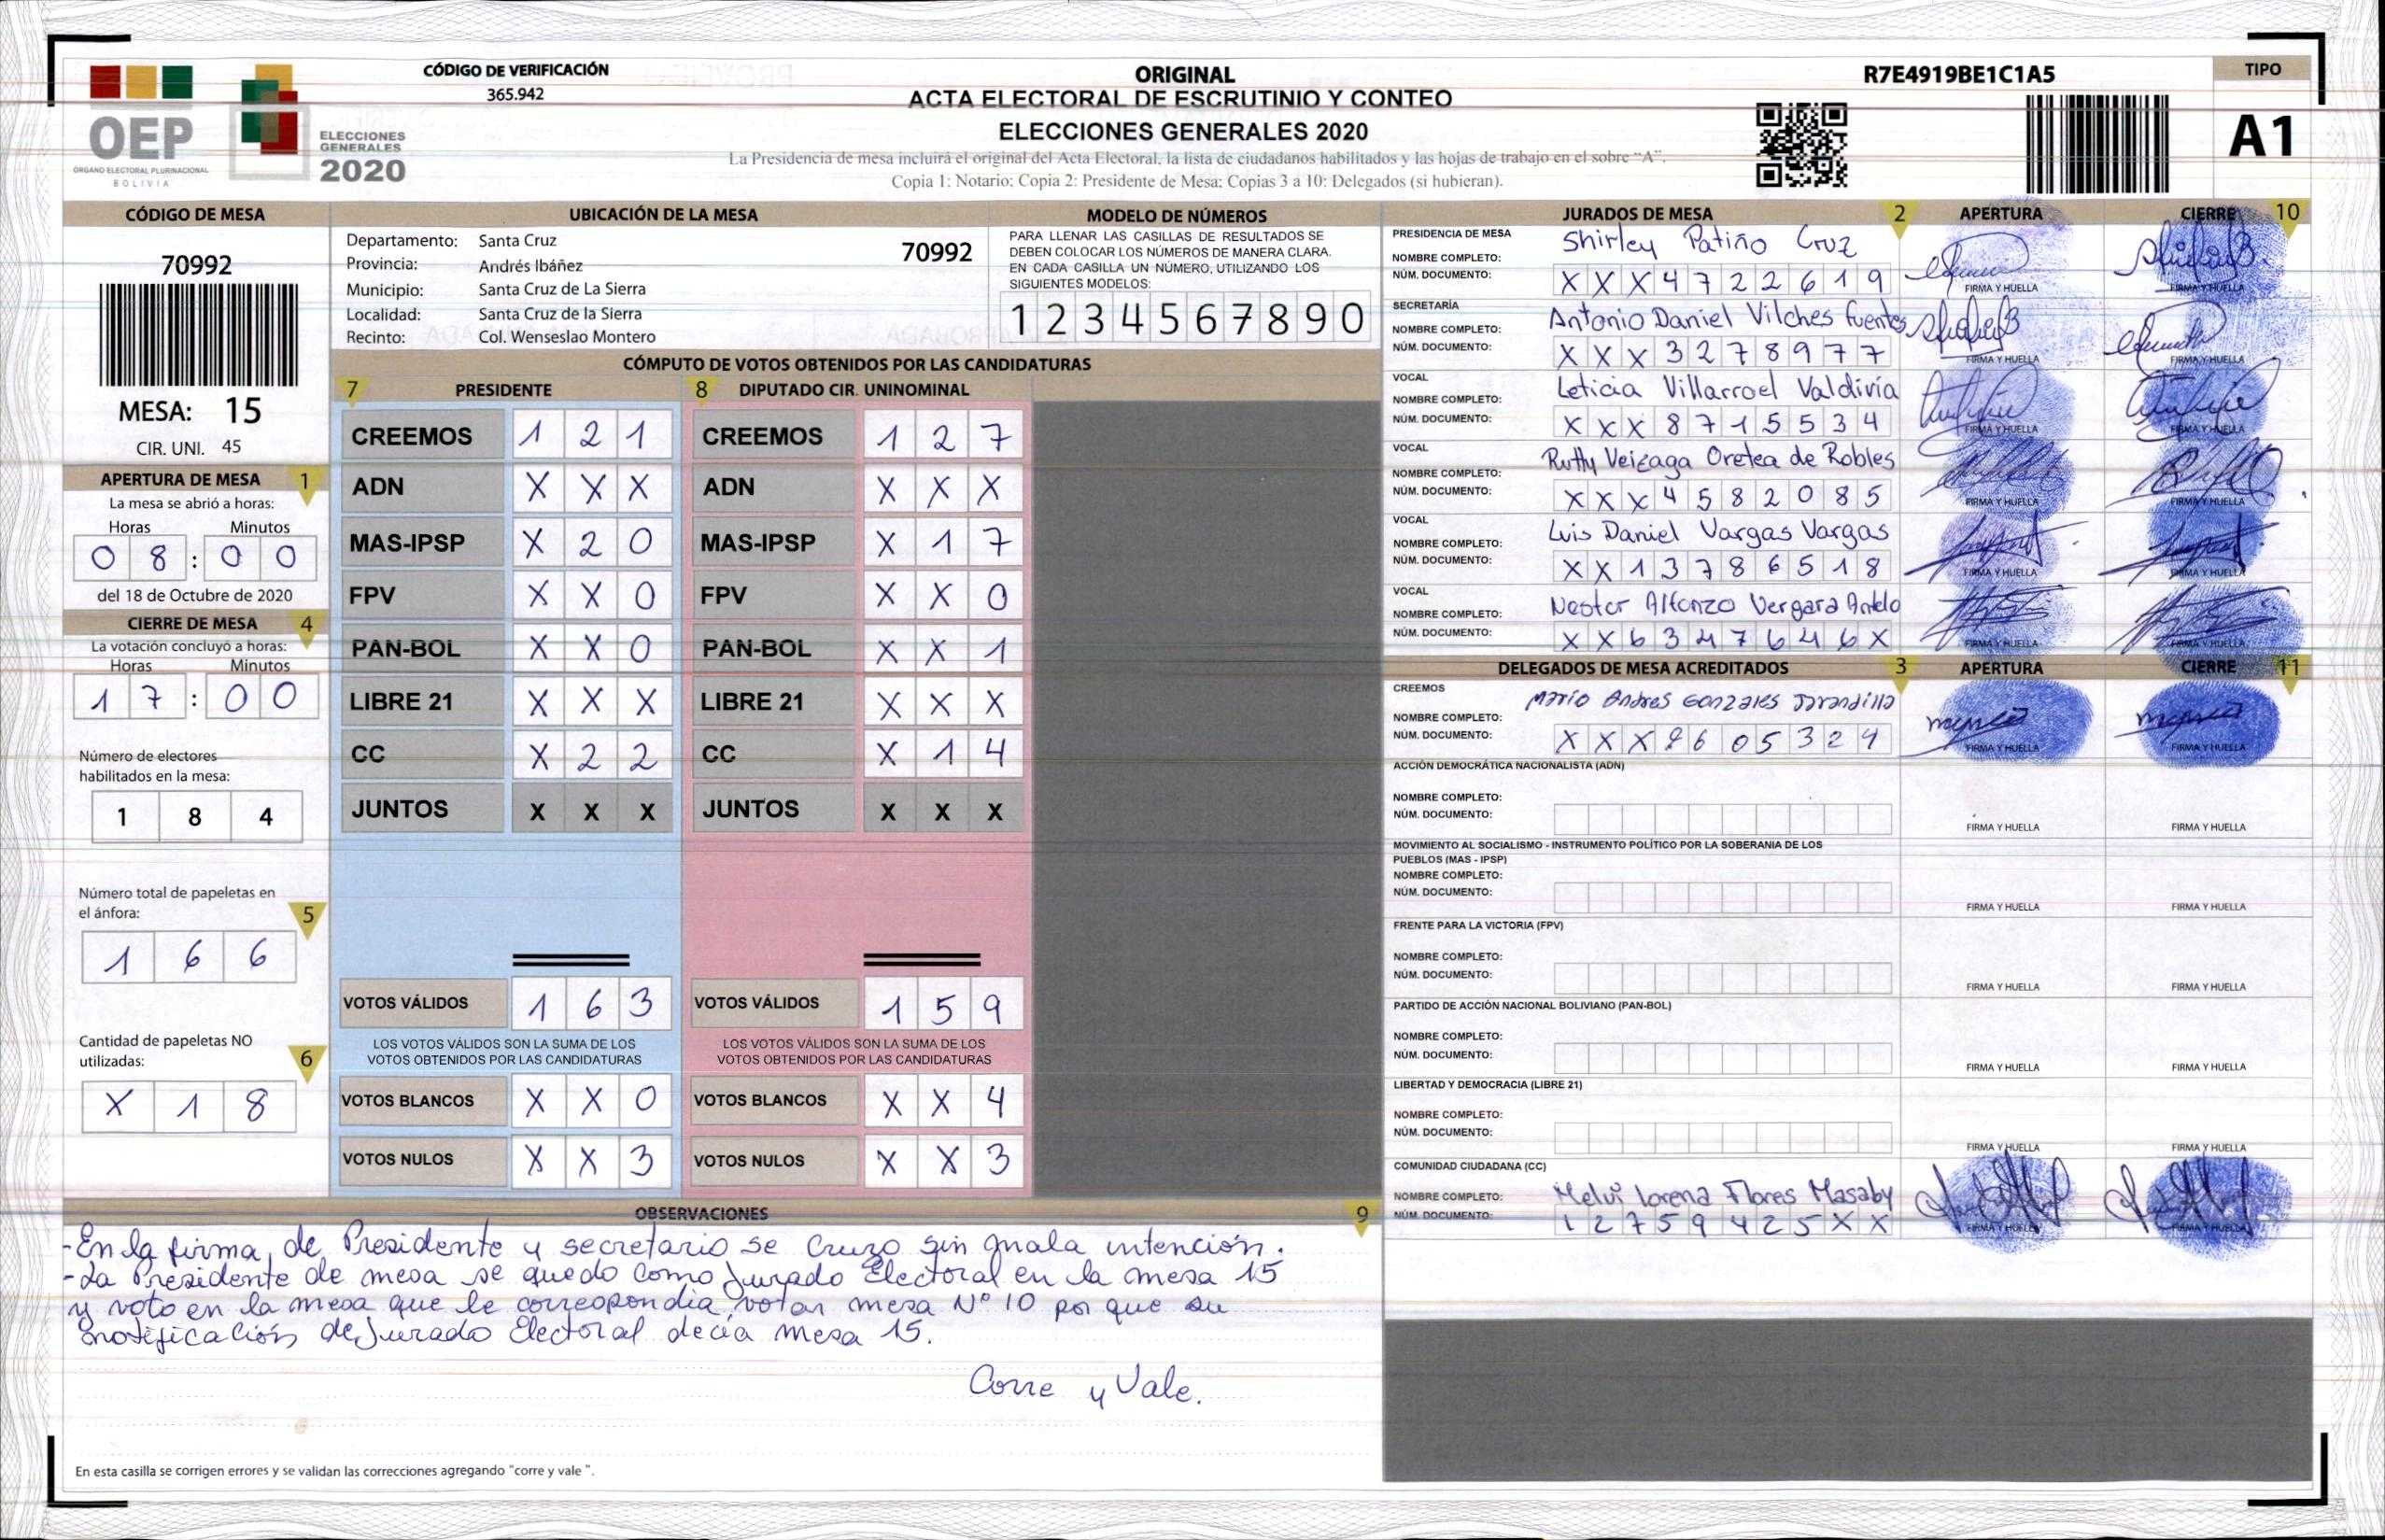 CÓDIGO DE VERIFICACIÓN
365.942
ORIGINAL
ACTA ELECTORAL DE ESCRUTINIO Y CONTEO
ELECCIONES GENERALES 2020
La Presidencia de mesa incluirá el original del Acta Electoral, la lista de ciudadanos habilitados y las hojas de trabajo en el sobre "A".
Copia 1: Notario: Copia 2: Presidente de Mesa: Copias 3 a 10: Delegados (si hubieran).
R7E4919BE1C1A5
TIPO
A1
OEP
ORGANO ELECTORAL PLURINACIONAL
BOLIVIA
ELECCIONES
GENERALES
2020
CÓDIGO DE MESA
70992
MESA: 15
CIR. UNI. 45
APERTURA DE MESA 1
La mesa se abrió a horas:
Horas Minutos
0 8 : 0 0
del 18 de Octubre de 2020
CIERRE DE MESA 4
La votación concluyó a horas:
Horas Minutos
1 7 : 0 0
Número de electores
habilitados en la mesa:
1 8 4
Número total de papeletas en
el ánfora: 5
1 6 6
Cantidad de papeletas NO
utilizadas: 6
X 1 8
UBICACIÓN DE LA MESA
Departamento: Santa Cruz
70992
Provincia: Andrés Ibáñez
Municipio: Santa Cruz de La Sierra
Localidad: Santa Cruz de la Sierra
Recinto: Col. Wenseslao Montero
MODELO DE NÚMEROS
PARA LLENAR LAS CASILLAS DE RESULTADOS SE
DEBEN COLOCAR LOS NÚMEROS DE MANERA CLARA.
EN CADA CASILLA UN NÚMERO, UTILIZANDO LOS
SIGUIENTES MODELOS:
1 2 3 4 5 6 7 8 9 0
CÓMPUTO DE VOTOS OBTENIDOS POR LAS CANDIDATURAS
7 PRESIDENTE 8 DIPUTADO CIR. UNINOMINAL
CREEMOS 1 2 1 CREEMOS 1 2 7
ADN X X X ADN X X X
MAS-IPSP X 2 0 MAS-IPSP X 1 7
FPV X X 0 FPV X X 0
PAN-BOL X X 0 PAN-BOL X X 1
LIBRE 21 X X X LIBRE 21 X X X
CC X 2 2 CC X 1 4
JUNTOS X X X JUNTOS X X X
VOTOS VÁLIDOS 1 6 3 VOTOS VÁLIDOS 1 5 9
LOS VOTOS VÁLIDOS SON LA SUMA DE LOS LOS VOTOS VÁLIDOS SON LA SUMA DE LOS
VOTOS OBTENIDOS POR LAS CANDIDATURAS VOTOS OBTENIDOS POR LAS CANDIDATURAS
VOTOS BLANCOS X X 0 VOTOS BLANCOS X X 4
VOTOS NULOS X X 3 VOTOS NULOS X X 3
OBSERVACIONES 9
-En la firma, de Presidente y secretario se Cruzo sin mala intención.
-La Presidente de mesa se quedo como Jurado Electoral en la mesa 15
y voto en la mesa que le correspondia votar mesa Nº 10 por que su
notificación de Jurado Electoral decía mesa 15.
Corre y Vale.
En esta casilla se corrigen errores y se validan las correcciones agregando "corre y vale ".
JURADOS DE MESA 2 APERTURA CIERRE 10
PRESIDENCIA DE MESA
NOMBRE COMPLETO: Shirley Patiño Cruz
NÚM. DOCUMENTO: X X X 4 7 2 2 6 1 9
FIRMA Y HUELLA FIRMA Y HUELLA
SECRETARÍA
NOMBRE COMPLETO: Antonio Daniel Vilches Fuentes
NÚM. DOCUMENTO: X X X 3 2 7 8 9 7 7
FIRMA Y HUELLA FIRMA Y HUELLA
VOCAL
NOMBRE COMPLETO: Leticia Villarroel Valdivia
NÚM. DOCUMENTO: X X X 8 7 1 5 5 3 4
FIRMA Y HUELLA FIRMA Y HUELLA
VOCAL
NOMBRE COMPLETO: Ruthy Veizaga Oretea de Robles
NÚM. DOCUMENTO: X X X 4 5 8 2 0 8 5
FIRMA Y HUELLA FIRMA Y HUELLA
VOCAL
NOMBRE COMPLETO: Luis Daniel Vargas Vargas
NÚM. DOCUMENTO: X X 1 3 7 8 6 5 1 8
FIRMA Y HUELLA FIRMA Y HUELLA
VOCAL
NOMBRE COMPLETO: Nestor Alfonzo Vergara Antelo
NÚM. DOCUMENTO: X X 6 3 4 7 6 4 6 X
FIRMA Y HUELLA FIRMA Y HUELLA
DELEGADOS DE MESA ACREDITADOS 3 APERTURA CIERRE 11
CREEMOS
NOMBRE COMPLETO: Mario Andres Gonzales Jarandilla
NÚM. DOCUMENTO: X X X 9 6 0 5 3 2 4
FIRMA Y HUELLA FIRMA Y HUELLA
ACCIÓN DEMOCRÁTICA NACIONALISTA (ADN)
NOMBRE COMPLETO:
NÚM. DOCUMENTO:
FIRMA Y HUELLA FIRMA Y HUELLA
MOVIMIENTO AL SOCIALISMO - INSTRUMENTO POLÍTICO POR LA SOBERANIA DE LOS
PUEBLOS (MAS - IPSP)
NOMBRE COMPLETO:
NÚM. DOCUMENTO:
FIRMA Y HUELLA FIRMA Y HUELLA
FRENTE PARA LA VICTORIA (FPV)
NOMBRE COMPLETO:
NÚM. DOCUMENTO:
FIRMA Y HUELLA FIRMA Y HUELLA
PARTIDO DE ACCIÓN NACIONAL BOLIVIANO (PAN-BOL)
NOMBRE COMPLETO:
NÚM. DOCUMENTO:
FIRMA Y HUELLA FIRMA Y HUELLA
LIBERTAD Y DEMOCRACIA (LIBRE 21)
NOMBRE COMPLETO:
NÚM. DOCUMENTO:
FIRMA Y HUELLA FIRMA Y HUELLA
COMUNIDAD CIUDADANA (CC)
NOMBRE COMPLETO: Melvi Lorena Flores Masaby
NÚM. DOCUMENTO: 1 2 7 5 9 4 2 5 X X
FIRMA Y HUELLA FIRMA Y HUELLA